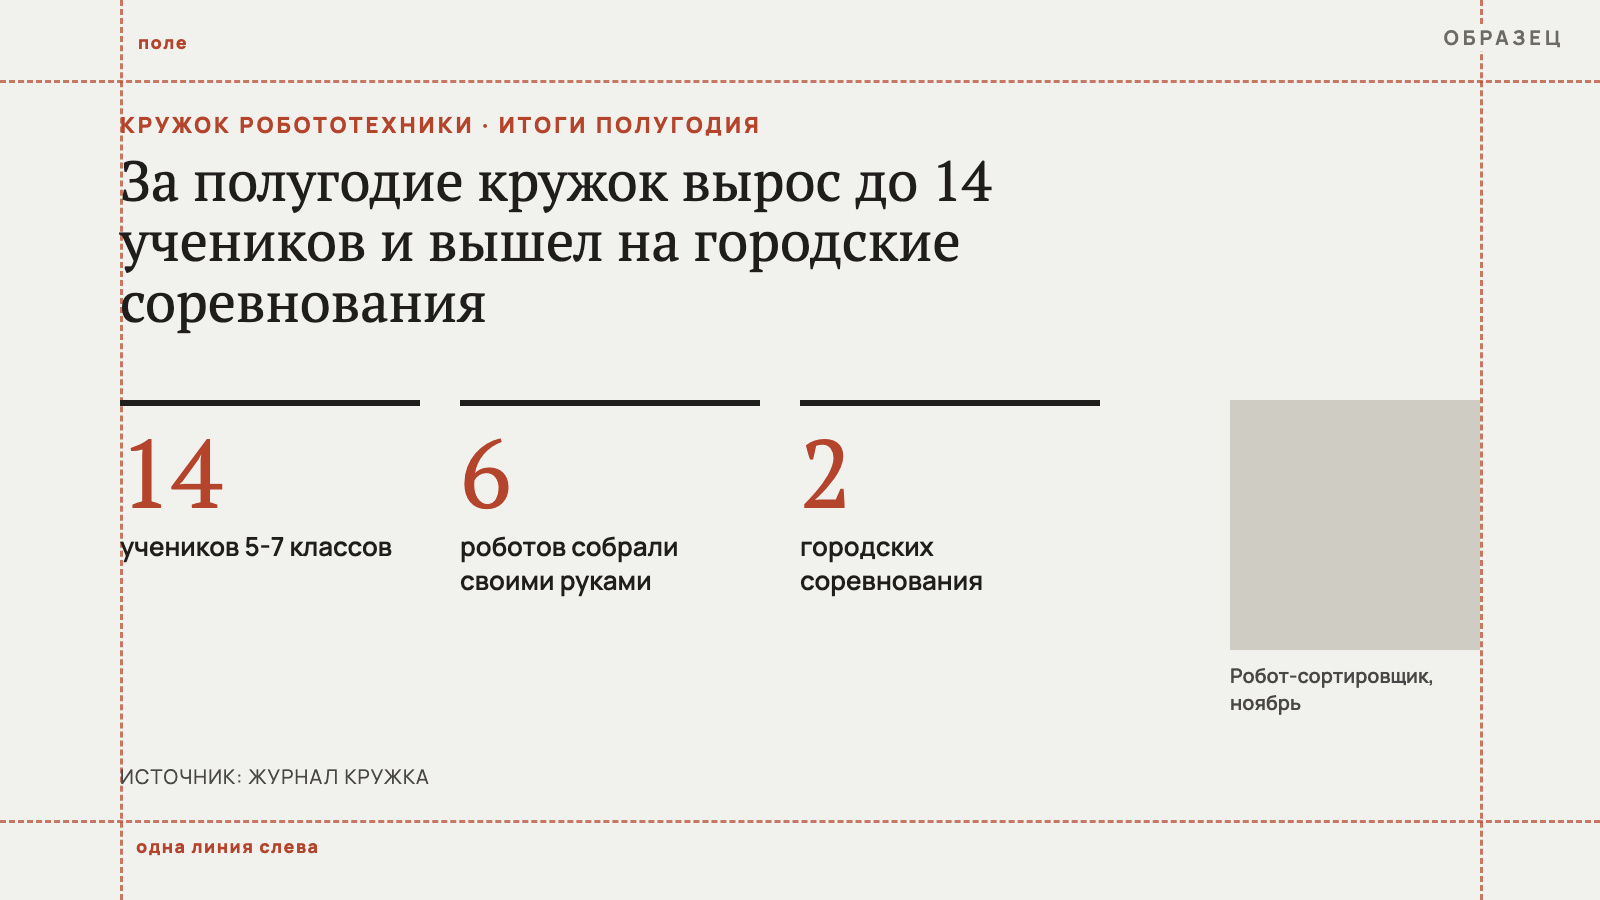 поле
ОБРАЗЕЦ
КРУЖОК РОБОТОТЕХНИКИ · ИТОГИ ПОЛУГОДИЯ
За полугодие кружок вырос до 14
учеников и вышел на городские
соревнования
14
учеников 5-7 классов
6
роботов собрали
своими руками
2
городских
соревнования
Робот-сортировщик,
ноябрь
ИСТОЧНИК: ЖУРНАЛ КРУЖКА
одна линия слева